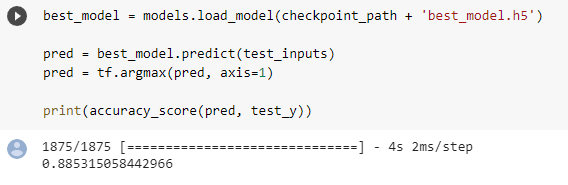 best_model = models.load_model(checkpoint_path + 'best_model.h5')
pred = best_model.predict(test_inputs)
pred = tf.argmax(pred, axis=1)
print(accuracy_score(pred, test_y))
1875/1875 [==============================] - 4s 2ms/step
0.885315058442966